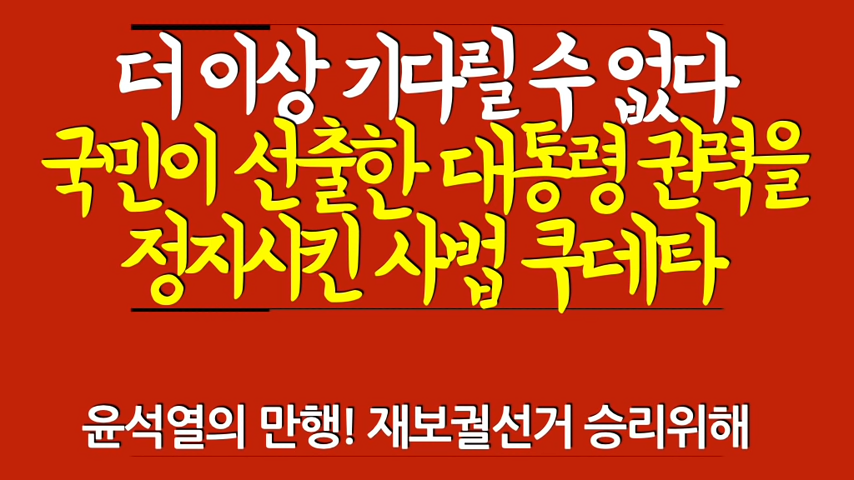 더 이상 기다릴 수 없다
국민이 선출한 대통령 권력을
정지시킨 사법 쿠데타
윤석열의 만행! 재보궐선거 승리위해